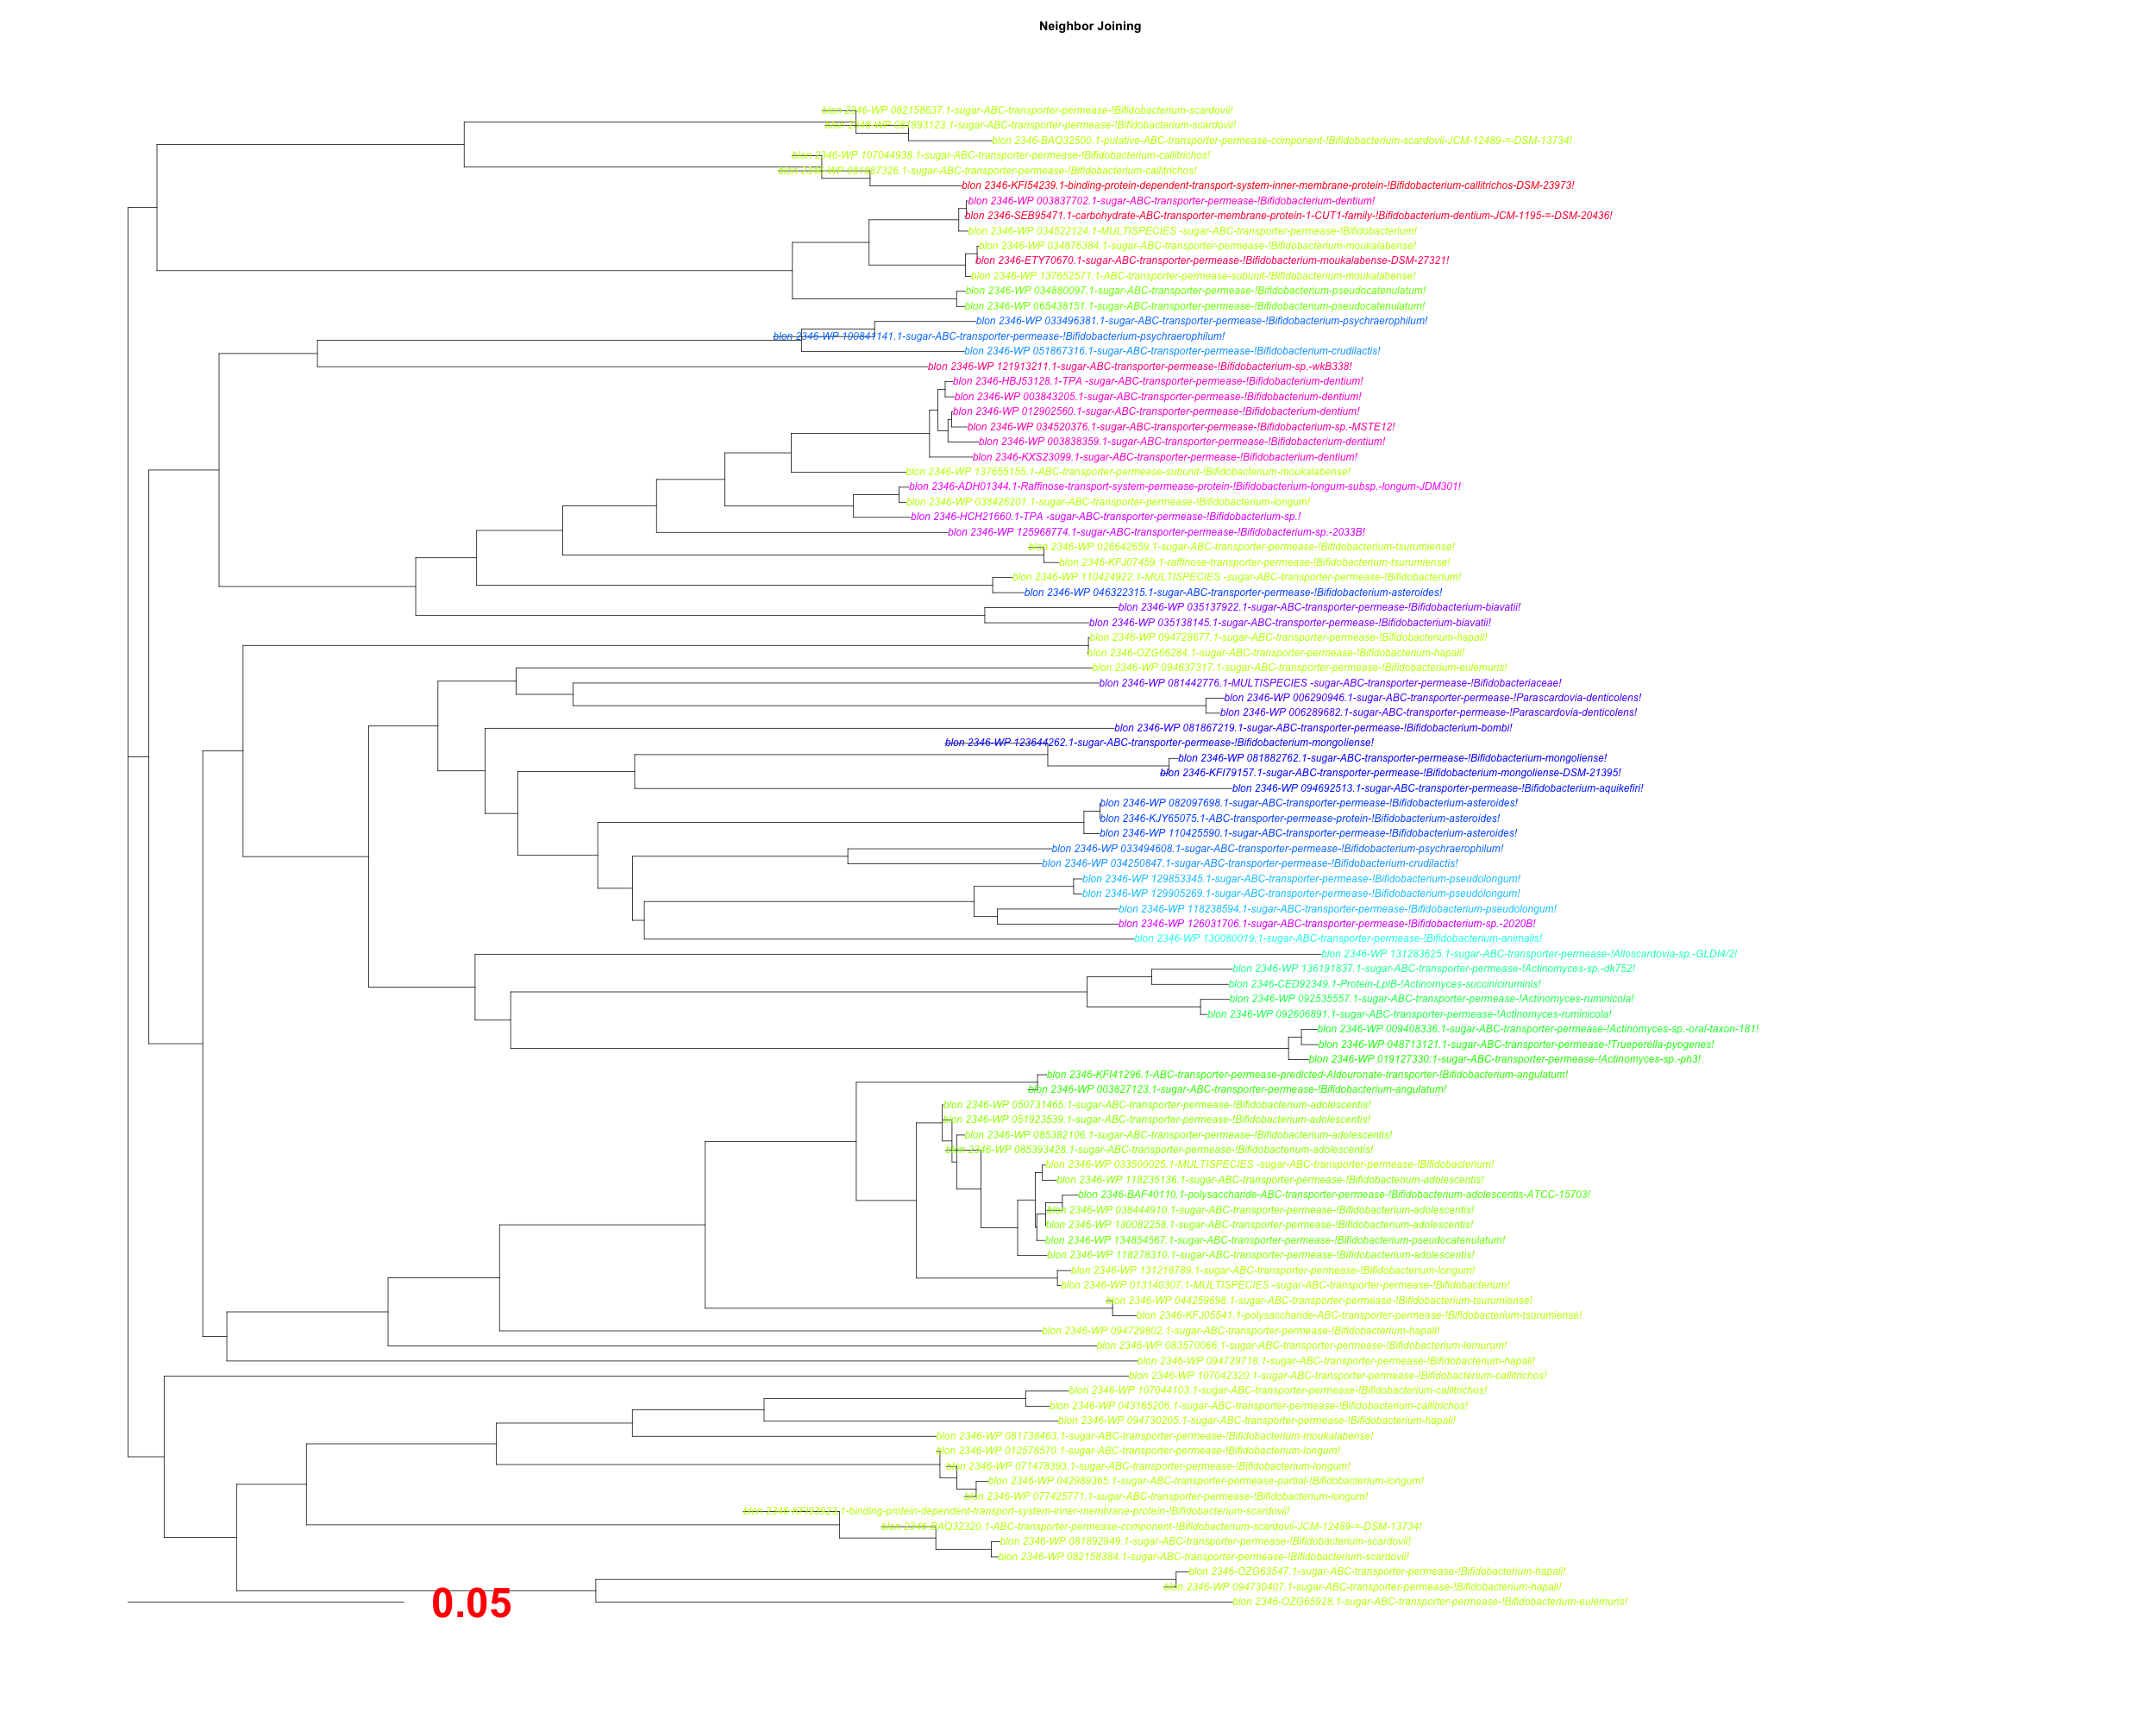 Neighbor Joining
blon 2346-WP 082158637.1-sugar-ABC-transporter-permease-!Bifidobacterium-scardovii!
blon 2346-WP 081893123.1-sugar-ABC-transporter-permease-!Bifidobacterium-scardovii!
blon 2346-BAQ32500.1-putative-ABC-transporter-permease-component-!Bifidobacterium-scardovii-JCM-12489-=-DSM-13734!
blon 2346-WP 107044938.1-sugar-ABC-transporter-permease-!Bifidobacterium-callitrichos!
blon 2346-WP 081887326.1-sugar-ABC-transporter-permease-!Bifidobacterium-callitrichos!
blon 2346-KFI54239.1-binding-protein-dependent-transport-system-inner-membrane-protein-!Bifidobacterium-callitrichos-DSM-23973!
blon 2346-WP 003837702.1-sugar-ABC-transporter-permease-!Bifidobacterium-dentium!
blon 2346-SEB95471.1-carbohydrate-ABC-transporter-membrane-protein-1-CUT1-family-!Bifidobacterium-dentium-JCM-1195-=-DSM-20436!
blon 2346-WP 034522124.1-MULTISPECIES -sugar-ABC-transporter-permease-!Bifidobacterium!
blon 2346-WP 034876384.1-sugar-ABC-transporter-permease-!Bifidobacterium-moukalabense!
blon 2346-ETY70670.1-sugar-ABC-transporter-permease-!Bifidobacterium-moukalabense-DSM-27321!
blon 2346-WP 137652571.1-ABC-transporter-permease-subunit-!Bifidobacterium-moukalabense!
blon 2346-WP 034880097.1-sugar-ABC-transporter-permease-!Bifidobacterium-pseudocatenulatum!
blon 2346-WP 065438151.1-sugar-ABC-transporter-permease-!Bifidobacterium-pseudocatenulatum!
blon 2346-WP 033496381.1-sugar-ABC-transporter-permease-!Bifidobacterium-psychraerophilum!
blon 2346-WP 100841141.1-sugar-ABC-transporter-permease-!Bifidobacterium-psychraerophilum!
blon 2346-WP 051867316.1-sugar-ABC-transporter-permease-!Bifidobacterium-crudilactis!
blon 2346-WP 121913211.1-sugar-ABC-transporter-permease-!Bifidobacterium-sp.-wkB338!
blon 2346-HBJ53128.1-TPA -sugar-ABC-transporter-permease-!Bifidobacterium-dentium!
blon 2346-WP 003843205.1-sugar-ABC-transporter-permease-!Bifidobacterium-dentium!
blon 2346-WP 012902560.1-sugar-ABC-transporter-permease-!Bifidobacterium-dentium!
blon 2346-WP 034520376.1-sugar-ABC-transporter-permease-!Bifidobacterium-sp.-MSTE12!
blon 2346-WP 003838359.1-sugar-ABC-transporter-permease-!Bifidobacterium-dentium!
blon 2346-KXS23099.1-sugar-ABC-transporter-permease-!Bifidobacterium-dentium!
blon 2346-WP 137655155.1-ABC-transporter-permease-subunit-!Bifidobacterium-moukalabense!
blon 2346-ADH01344.1-Raffinose-transport-system-permease-protein-!Bifidobacterium-longum-subsp.-longum-JDM301!
blon 2346-WP 038426201.1-sugar-ABC-transporter-permease-!Bifidobacterium-longum!
blon 2346-HCH21660.1-TPA -sugar-ABC-transporter-permease-!Bifidobacterium-sp.!
blon 2346-WP 125968774.1-sugar-ABC-transporter-permease-!Bifidobacterium-sp.-2033B!
blon 2346-WP 026642659.1-sugar-ABC-transporter-permease-!Bifidobacterium-tsurumiense!
blon 2346-KFJ07459.1-raffinose-transporter-permease-!Bifidobacterium-tsurumiense!
blon 2346-WP 110424922.1-MULTISPECIES -sugar-ABC-transporter-permease-!Bifidobacterium!
blon 2346-WP 046322315.1-sugar-ABC-transporter-permease-!Bifidobacterium-asteroides!
blon 2346-WP 035137922.1-sugar-ABC-transporter-permease-!Bifidobacterium-biavatii!
blon 2346-WP 035138145.1-sugar-ABC-transporter-permease-!Bifidobacterium-biavatii!
blon 2346-WP 094728677.1-sugar-ABC-transporter-permease-!Bifidobacterium-hapali!
blon 2346-OZG66284.1-sugar-ABC-transporter-permease-!Bifidobacterium-hapali!
blon 2346-WP 094637317.1-sugar-ABC-transporter-permease-!Bifidobacterium-eulemuris!
blon 2346-WP 081442776.1-MULTISPECIES -sugar-ABC-transporter-permease-!Bifidobacteriaceae!
blon 2346-WP 006290946.1-sugar-ABC-transporter-permease-!Parascardovia-denticolens!
blon 2346-WP 006289682.1-sugar-ABC-transporter-permease-!Parascardovia-denticolens!
blon 2346-WP 081867219.1-sugar-ABC-transporter-permease-!Bifidobacterium-bombi!
blon 2346-WP 123644262.1-sugar-ABC-transporter-permease-!Bifidobacterium-mongoliense!
blon 2346-WP 081882762.1-sugar-ABC-transporter-permease-!Bifidobacterium-mongoliense!
blon 2346-KFI79157.1-sugar-ABC-transporter-permease-!Bifidobacterium-mongoliense-DSM-21395!
blon 2346-WP 094692513.1-sugar-ABC-transporter-permease-!Bifidobacterium-aquikefiri!
blon 2346-WP 082097698.1-sugar-ABC-transporter-permease-!Bifidobacterium-asteroides!
blon 2346-KJY65075.1-ABC-transporter-permease-protein-!Bifidobacterium-asteroides!
blon 2346-WP 110425590.1-sugar-ABC-transporter-permease-!Bifidobacterium-asteroides!
blon 2346-WP 033494608.1-sugar-ABC-transporter-permease-!Bifidobacterium-psychraerophilum!
blon 2346-WP 034250847.1-sugar-ABC-transporter-permease-!Bifidobacterium-crudilactis!
blon 2346-WP 129853345.1-sugar-ABC-transporter-permease-!Bifidobacterium-pseudolongum!
blon 2346-WP 129905269.1-sugar-ABC-transporter-permease-!Bifidobacterium-pseudolongum!
blon 2346-WP 118238594.1-sugar-ABC-transporter-permease-!Bifidobacterium-pseudolongum!
blon 2346-WP 126031706.1-sugar-ABC-transporter-permease-!Bifidobacterium-sp.-2020B!
blon 2346-WP 130080019.1-sugar-ABC-transporter-permease-!Bifidobacterium-animalis!
blon 2346-WP 131283625.1-sugar-ABC-transporter-permease-!Alloscardovia-sp.-GLDI4/2!
blon 2346-WP 136191837.1-sugar-ABC-transporter-permease-!Actinomyces-sp.-dk752!
blon 2346-CED92349.1-Protein-LplB-!Actinomyces-succiniciruminis!
blon 2346-WP 092535557.1-sugar-ABC-transporter-permease-!Actinomyces-ruminicola!
blon 2346-WP 092606891.1-sugar-ABC-transporter-permease-!Actinomyces-ruminicola!
blon 2346-WP 009408336.1-sugar-ABC-transporter-permease-!Actinomyces-sp.-oral-taxon-181!
blon 2346-WP 048713121.1-sugar-ABC-transporter-permease-!Trueperella-pyogenes!
blon 2346-WP 019127330.1-sugar-ABC-transporter-permease-!Actinomyces-sp.-ph3!
blon 2346-KFI41296.1-ABC-transporter-permease-predicted-Aldouronate-transporter-!Bifidobacterium-angulatum!
blon 2346-WP 003827123.1-sugar-ABC-transporter-permease-!Bifidobacterium-angulatum!
blon 2346-WP 050731465.1-sugar-ABC-transporter-permease-!Bifidobacterium-adolescentis!
blon 2346-WP 051923539.1-sugar-ABC-transporter-permease-!Bifidobacterium-adolescentis!
blon 2346-WP 085382106.1-sugar-ABC-transporter-permease-!Bifidobacterium-adolescentis!
blon 2346-WP 085393428.1-sugar-ABC-transporter-permease-!Bifidobacterium-adolescentis!
blon 2346-WP 033500025.1-MULTISPECIES -sugar-ABC-transporter-permease-!Bifidobacterium!
blon 2346-WP 118235136.1-sugar-ABC-transporter-permease-!Bifidobacterium-adolescentis!
blon 2346-BAF40110.1-polysaccharide-ABC-transporter-permease-!Bifidobacterium-adolescentis-ATCC-15703!
blon 2346-WP 038444910.1-sugar-ABC-transporter-permease-!Bifidobacterium-adolescentis!
blon 2346-WP 130082258.1-sugar-ABC-transporter-permease-!Bifidobacterium-adolescentis!
blon 2346-WP 134854567.1-sugar-ABC-transporter-permease-!Bifidobacterium-pseudocatenulatum!
blon 2346-WP 118278310.1-sugar-ABC-transporter-permease-!Bifidobacterium-adolescentis!
blon 2346-WP 131218789.1-sugar-ABC-transporter-permease-!Bifidobacterium-longum!
blon 2346-WP 013140307.1-MULTISPECIES -sugar-ABC-transporter-permease-!Bifidobacterium!
blon 2346-WP 044259698.1-sugar-ABC-transporter-permease-!Bifidobacterium-tsurumiense!
blon 2346-KFJ05541.1-polysaccharide-ABC-transporter-permease-!Bifidobacterium-tsurumiense!
blon 2346-WP 094729802.1-sugar-ABC-transporter-permease-!Bifidobacterium-hapali!
blon 2346-WP 083570066.1-sugar-ABC-transporter-permease-!Bifidobacterium-lemurum!
blon 2346-WP 094729718.1-sugar-ABC-transporter-permease-!Bifidobacterium-hapali!
blon 2346-WP 107042320.1-sugar-ABC-transporter-permease-!Bifidobacterium-callitrichos!
blon 2346-WP 107044103.1-sugar-ABC-transporter-permease-!Bifidobacterium-callitrichos!
blon 2346-WP 043165206.1-sugar-ABC-transporter-permease-!Bifidobacterium-callitrichos!
blon 2346-WP 094730205.1-sugar-ABC-transporter-permease-!Bifidobacterium-hapali!
blon 2346-WP 081738463.1-sugar-ABC-transporter-permease-!Bifidobacterium-moukalabense!
blon 2346-WP 012578570.1-sugar-ABC-transporter-permease-!Bifidobacterium-longum!
blon 2346-WP 071478393.1-sugar-ABC-transporter-permease-!Bifidobacterium-longum!
blon 2346-WP 042989365.1-sugar-ABC-transporter-permease-partial-!Bifidobacterium-longum!
blon 2346-WP 077425771.1-sugar-ABC-transporter-permease-!Bifidobacterium-longum!
blon 2346-KFI93923.1-binding-protein-dependent-transport-system-inner-membrane-protein-!Bifidobacterium-scardovii!
blon 2346-BAQ32320.1-ABC-transporter-permease-component-!Bifidobacterium-scardovii-JCM-12489-=-DSM-13734!
blon 2346-WP 081892949.1-sugar-ABC-transporter-permease-!Bifidobacterium-scardovii!
blon 2346-WP 082158384.1-sugar-ABC-transporter-permease-!Bifidobacterium-scardovii!
blon 2346-OZG63547.1-sugar-ABC-transporter-permease-!Bifidobacterium-hapali!
blon 2346-WP 094730407.1-sugar-ABC-transporter-permease-!Bifidobacterium-hapali!
blon 2346-OZG65928.1-sugar-ABC-transporter-permease-!Bifidobacterium-eulemuris!
0.05